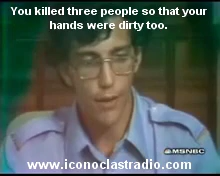 You killed three people so that your
hands were dirty too.
MSNBC
www.iconoclastradio.com